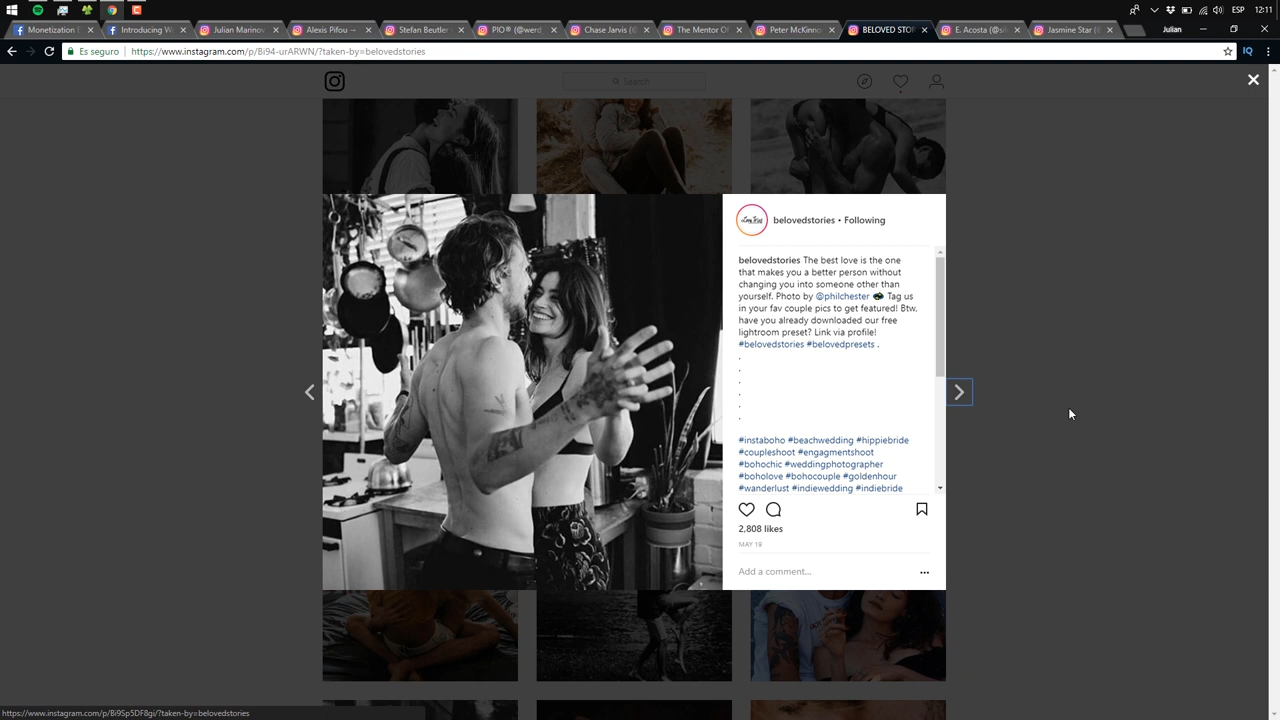 Monetization E
Introducing W
Julian Marinov
Alexis Pifou →
Stefan Beutler
PIO® (@werd
Chase Jarvis (@
The Mentor O
Peter McKinno
BELOVED STO
E. Acosta (@si
Jasmine Star (@
ESP
Julian
Es seguro
https://www.instagram.com/p/Bi94-urARWN/?taken-by=belovedstories
IQ
Search
belovedstories • Following
belovedstories The best love is the one
that makes you a better person without
changing you into someone other than
yourself. Photo by @philchester Tag us
in your fav couple pics to get featured! Btw,
have you already downloaded our free
lightroom preset? Link via profile!
#belovedstories #belovedpresets .
.
.
.
.
.
.
#instaboho #beachwedding #hippiebride
#coupleshoot #engagmentshoot
#bohochic #weddingphotographer
#boholove #bohocouple #goldenhour
#wanderlust #indiewedding #indiebride
2,808 likes
MAY 19
Add a comment...
https://www.instagram.com/p/Bi9Sp5DF8gi/?taken-by=belovedstories